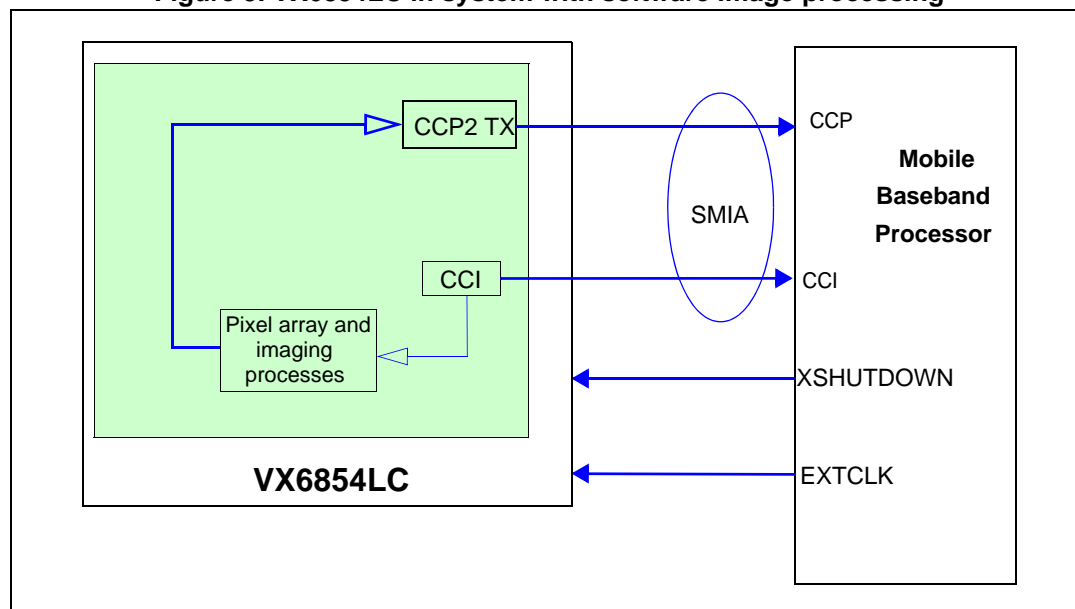 CCP2 TX
CCP
Mobile
Baseband
Processor
SMIA
CCI
CCI
Pixel array and
imaging
processes
XSHUTDOWN
VX6854LC
EXTCLK